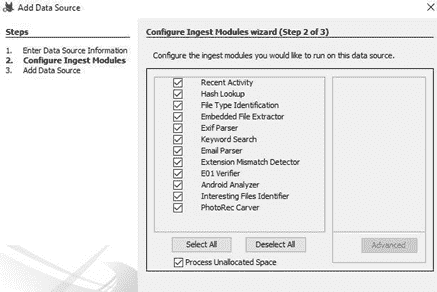 Add Data Source
Steps
1. Enter Data Source Information
2. Configure Ingest Modules
3. Add Data Source
Configure Ingest Modules wizard (Step 2 of 3)
Configure the ingest modules you would like to run on this data source.
Recent Activity
Hash Lookup
File Type Identification
Embedded File Extractor
Exif Parser
Keyword Search
Email Parser
Extension Mismatch Detector
E01 Verifier
Android Analyzer
Interesting Files Identifier
PhotoRec Carver
Select All
Deselect All
Advanced
Process Unallocated Space